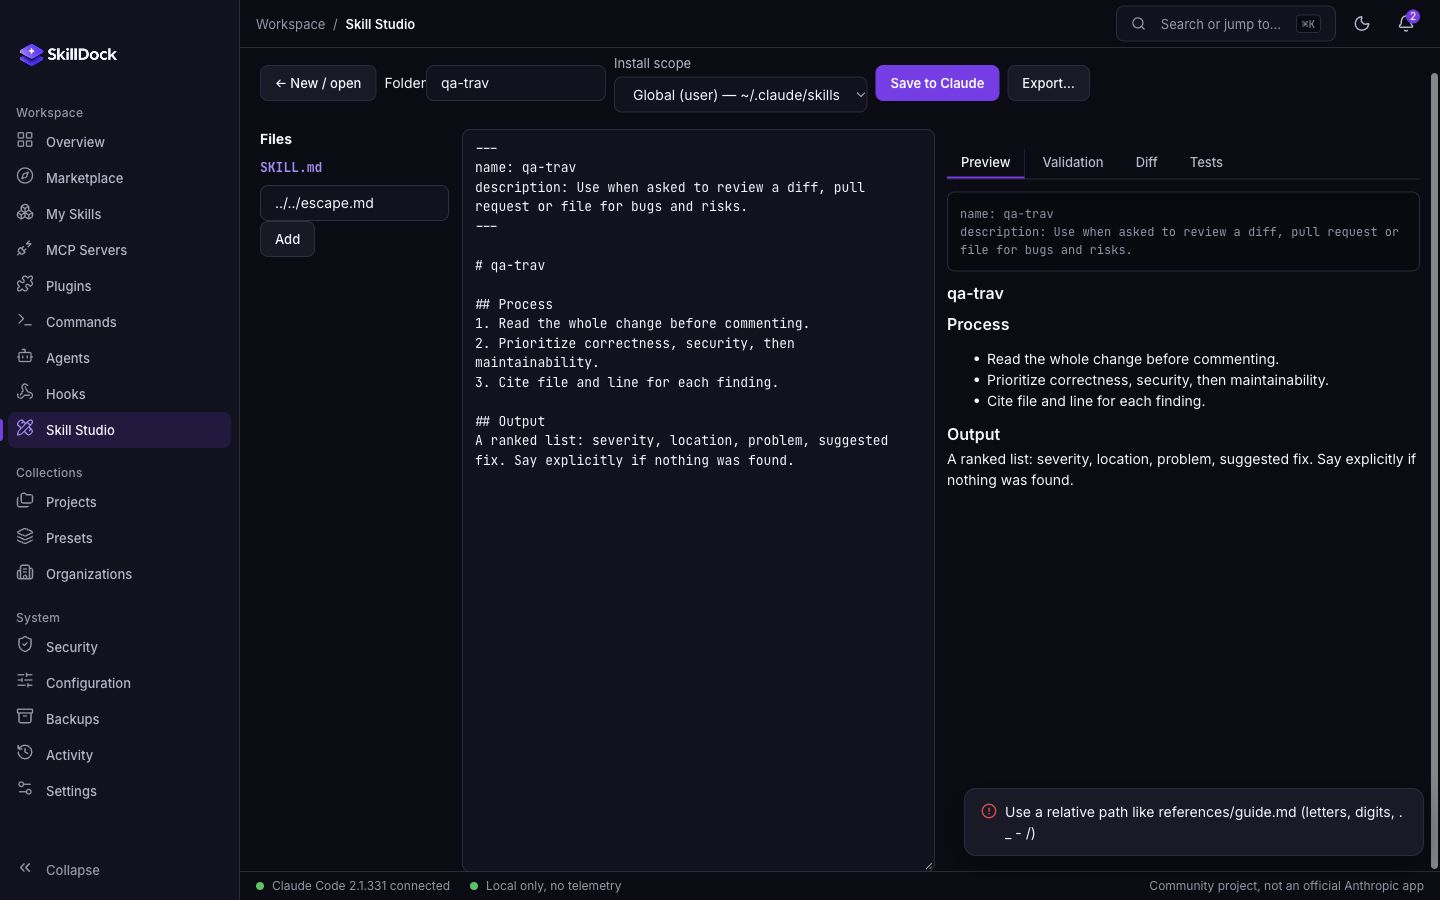 SkillDock
Workspace / Skill Studio
Search or jump to... ⌘K
2
Workspace
Overview
Marketplace
My Skills
MCP Servers
Plugins
Commands
Agents
Hooks
Skill Studio
Collections
Projects
Presets
Organizations
System
Security
Configuration
Backups
Activity
Settings
Collapse
← New / open
Folder
qa-trav
Install scope
Global (user) — ~/.claude/skills
Save to Claude
Export...
Files
SKILL.md
../../escape.md
Add
---
name: qa-trav
description: Use when asked to review a diff, pull
request or file for bugs and risks.
---
# qa-trav
## Process
1. Read the whole change before commenting.
2. Prioritize correctness, security, then
maintainability.
3. Cite file and line for each finding.
## Output
A ranked list: severity, location, problem, suggested
fix. Say explicitly if nothing was found.
Preview
Validation
Diff
Tests
name: qa-trav
description: Use when asked to review a diff, pull request or
file for bugs and risks.
qa-trav
Process
• Read the whole change before commenting.
• Prioritize correctness, security, then maintainability.
• Cite file and line for each finding.
Output
A ranked list: severity, location, problem, suggested fix. Say explicitly if
nothing was found.
Use a relative path like references/guide.md (letters, digits, .
_ - /)
Claude Code 2.1.331 connected
Local only, no telemetry
Community project, not an official Anthropic app